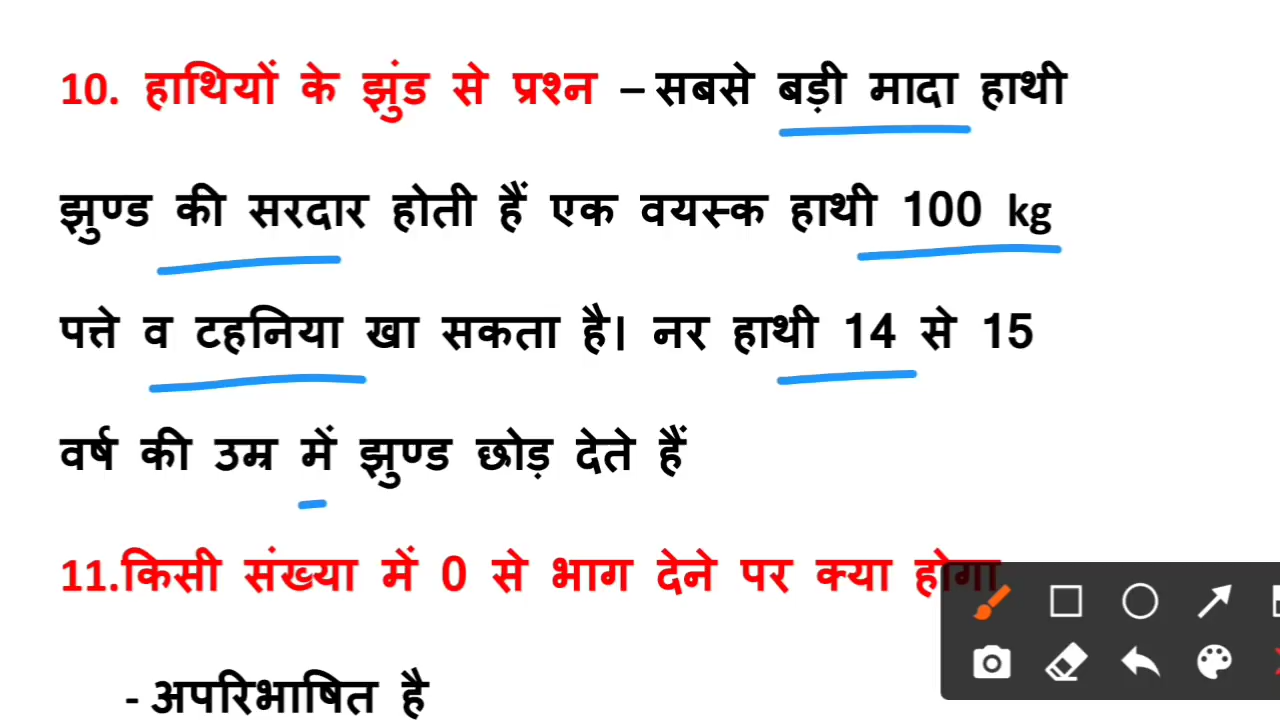 10. हाथियों के झुंड से प्रश्न – सबसे बड़ी मादा हाथी
झुण्ड की सरदार होती हैं एक वयस्क हाथी 100 kg
पत्ते व टहनिया खा सकता है। नर हाथी 14 से 15
वर्ष की उम्र में झुण्ड छोड़ देते हैं
11.किसी संख्या में 0 से भाग देने पर क्या होगा
- अपरिभाषित है